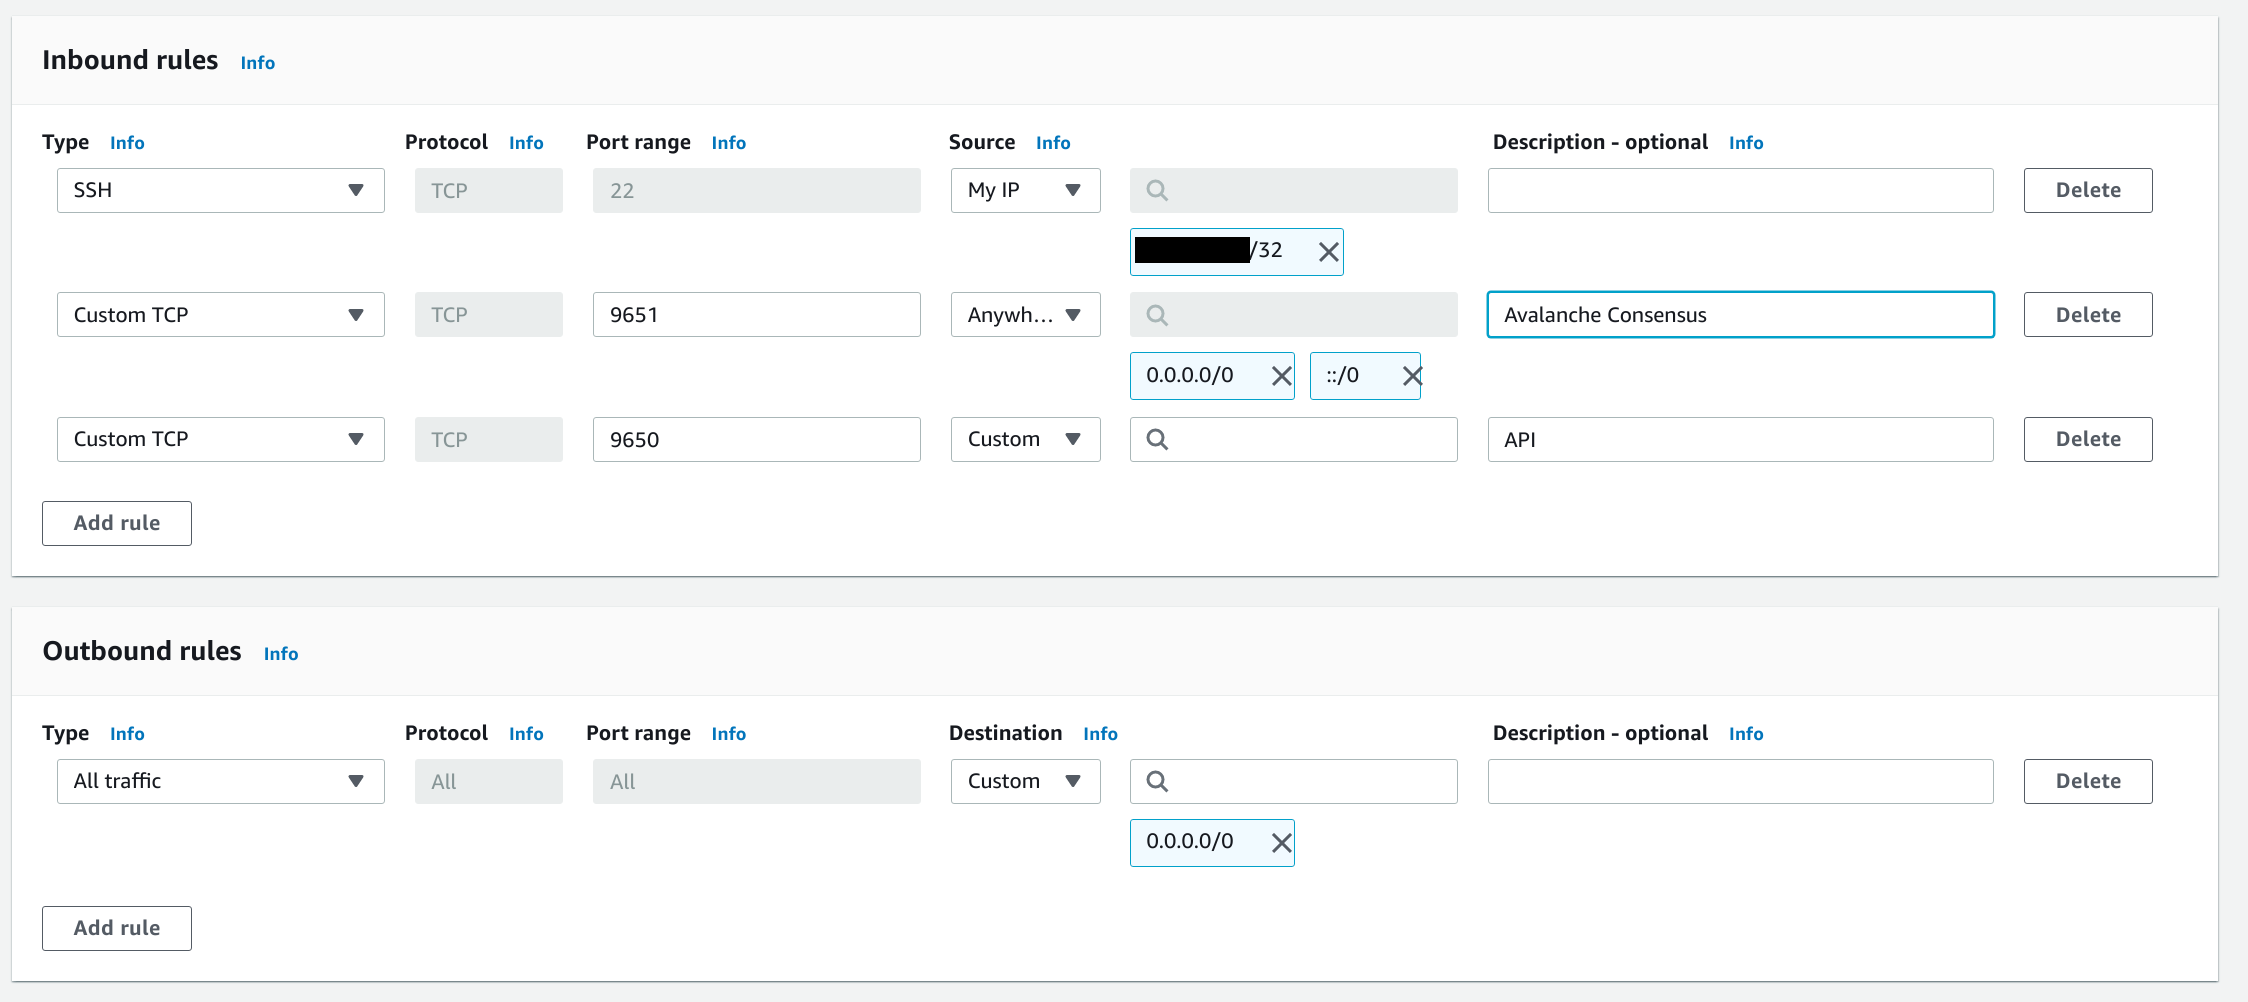 Inbound rules Info
Type Info Protocol Info Port range Info Source Info Description - optional Info
SSH TCP 22 My IP Delete
/32
Custom TCP TCP 9651 Anywh... Avalanche Consensus Delete
0.0.0.0/0 ::/0
Custom TCP TCP 9650 Custom API Delete
Add rule
Outbound rules Info
Type Info Protocol Info Port range Info Destination Info Description - optional Info
All traffic All All Custom Delete
0.0.0.0/0
Add rule